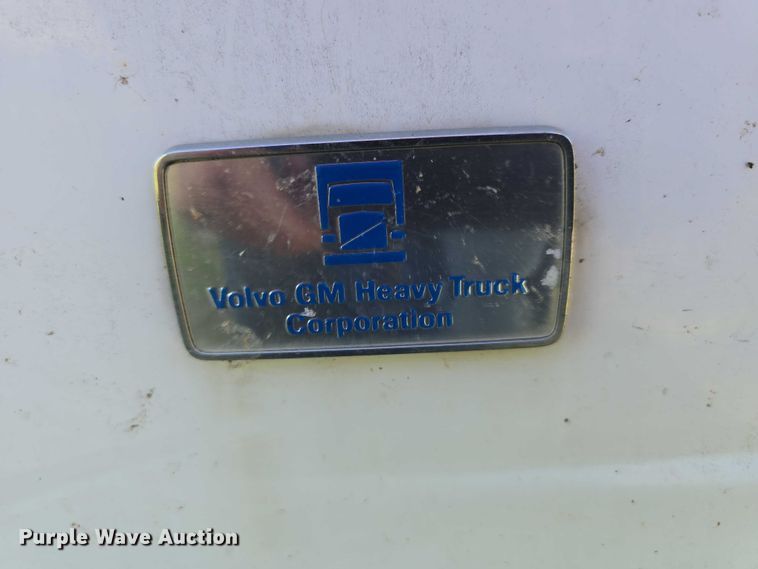 Volvo GM Heavy Truck
Corporation
Purple Wave Auction